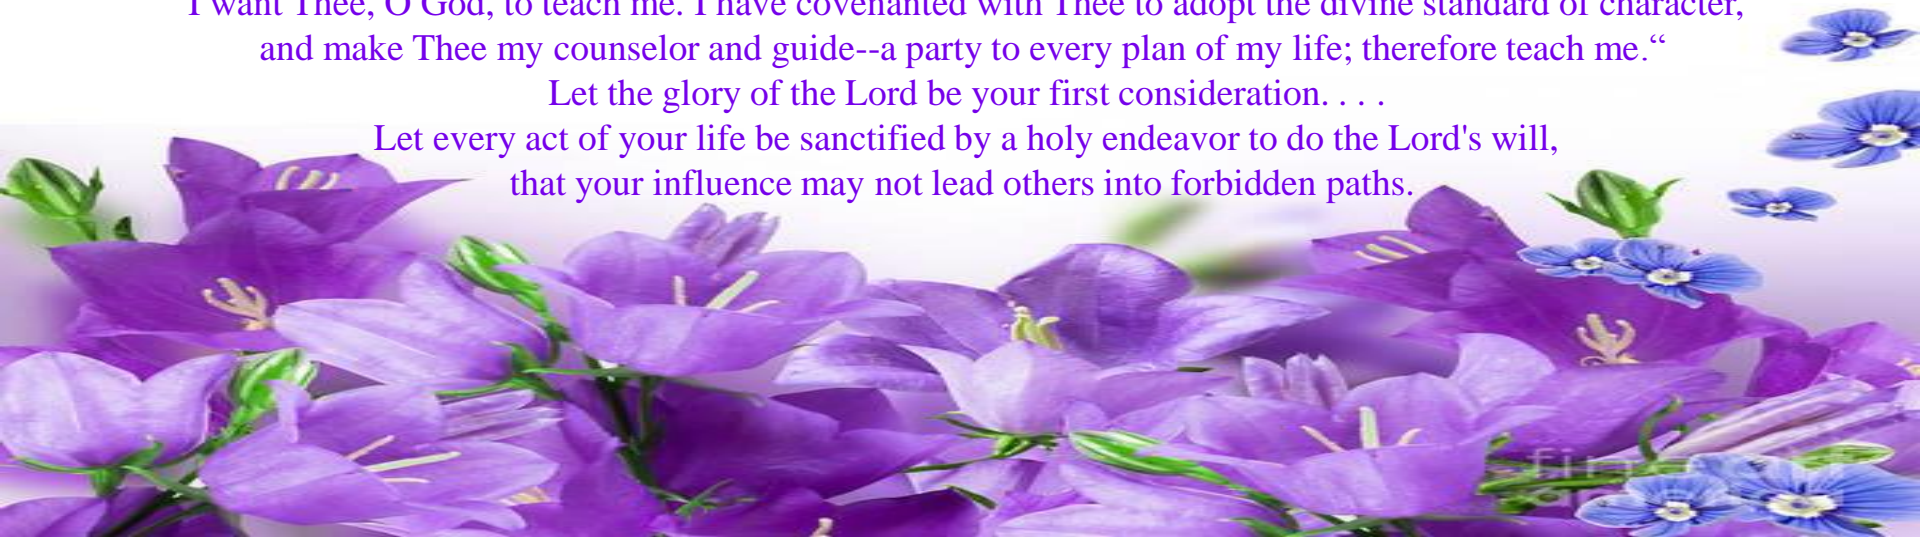 I want Thee, O God, to teach me. I have covenanted with Thee to adopt the divine standard of character,
and make Thee my counselor and guide--a party to every plan of my life; therefore teach me.“
Let the glory of the Lord be your first consideration. . . .
Let every act of your life be sanctified by a holy endeavor to do the Lord's will,
that your influence may not lead others into forbidden paths.
fine art